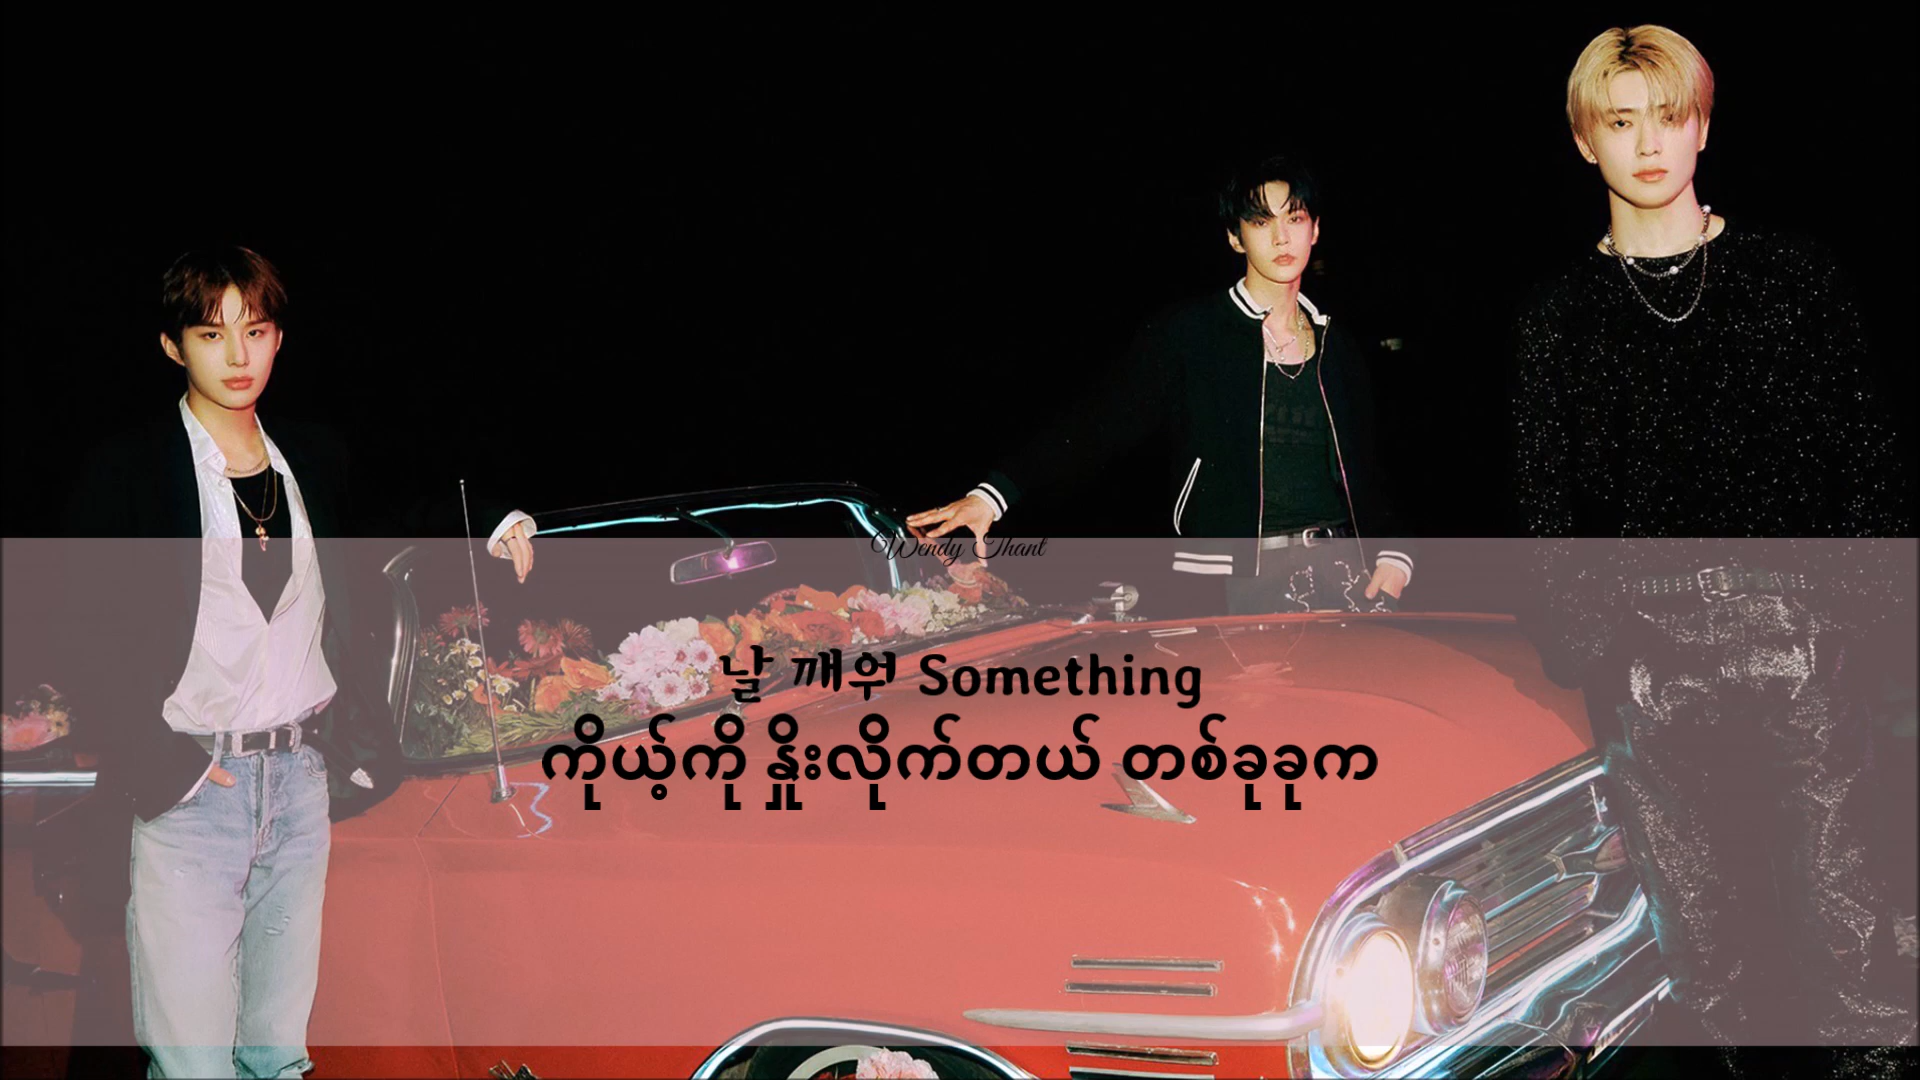 Wendy Thant
날 깨워 Something
ကိုယ့်ကို နှိုးလိုက်တယ် တစ်ခုခုက